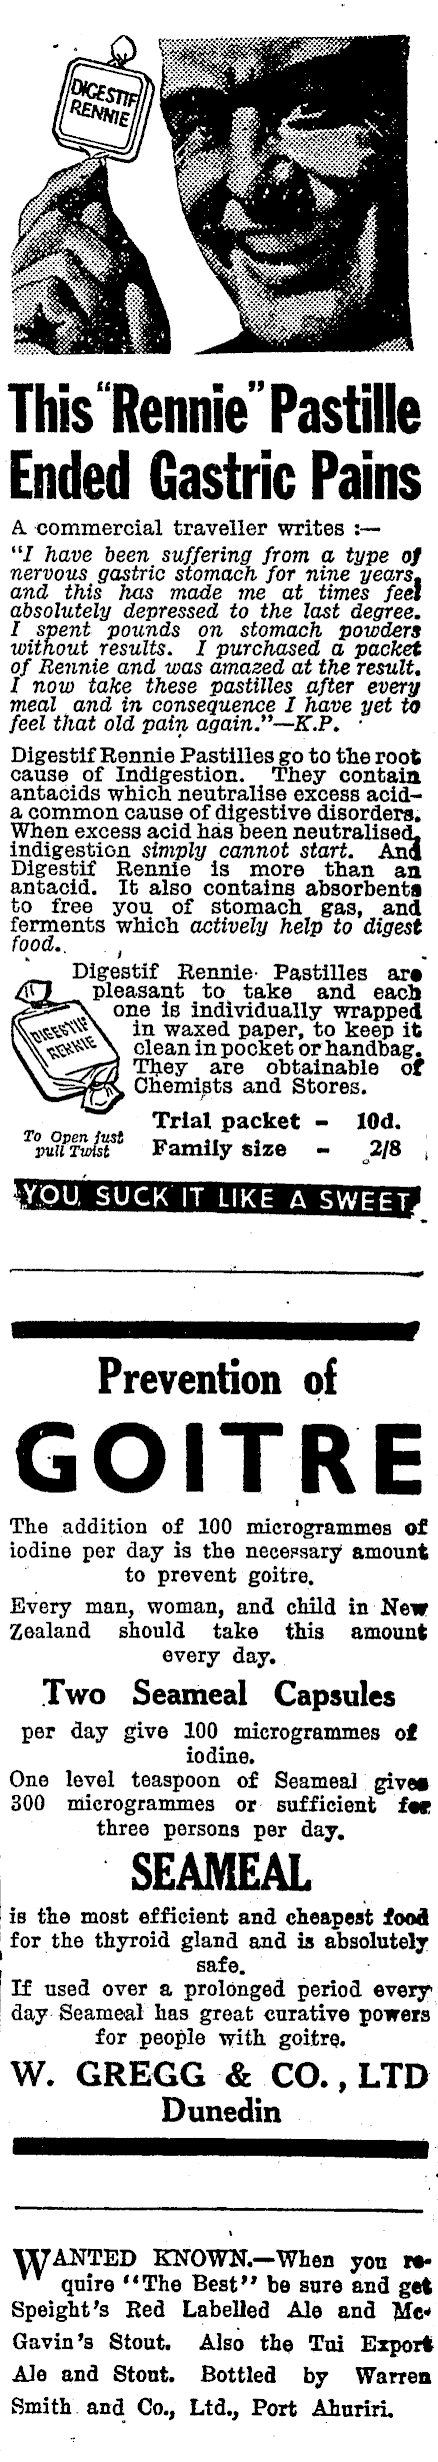 DIGESTIF
RENNIE
This "Rennie" Pastille
Ended Gastric Pains
A commercial traveller writes :—
"I have been suffering from a type of
nervous gastric stomach for nine years,
and this has made me at times feel
absolutely depressed to the last degree.
I spent pounds on stomach powders
without results. I purchased a packet
of Rennie and was amazed at the result.
I now take these pastilles after every
meal and in consequence I have yet to
feel that old pain again."—K.P.
Digestif Rennie Pastilles go to the root
cause of Indigestion. They contain
antacids which neutralise excess acid—
a common cause of digestive disorders.
When excess acid has been neutralised,
indigestion simply cannot start. And
Digestif Rennie is more than an
antacid. It also contains absorbents
to free you of stomach gas, and
ferments which actively help to digest
food.
Digestif Rennie Pastilles are
pleasant to take and each
one is individually wrapped
in waxed paper, to keep it
clean in pocket or handbag.
They are obtainable of
Chemists and Stores.
DIGESTIF
RENNIE
To Open just
pull Twist
Trial packet - 10d.
Family size - 2/8
YOU SUCK IT LIKE A SWEET
Prevention of
GOITRE
The addition of 100 microgrammes of
iodine per day is the necessary amount
to prevent goitre.
Every man, woman, and child in New
Zealand should take this amount
every day.
Two Seameal Capsules
per day give 100 microgrammes of
iodine.
One level teaspoon of Seameal gives
300 microgrammes or sufficient for
three persons per day.
SEAMEAL
is the most efficient and cheapest food
for the thyroid gland and is absolutely
safe.
If used over a prolonged period every
day Seameal has great curative powers
for people with goitre.
W. GREGG & CO., LTD
Dunedin
WANTED KNOWN.—When you re-
quire "The Best" be sure and get
Speight's Red Labelled Ale and Mc-
Gavin's Stout. Also the Tui Export
Ale and Stout. Bottled by Warren
Smith and Co., Ltd., Port Ahuriri.